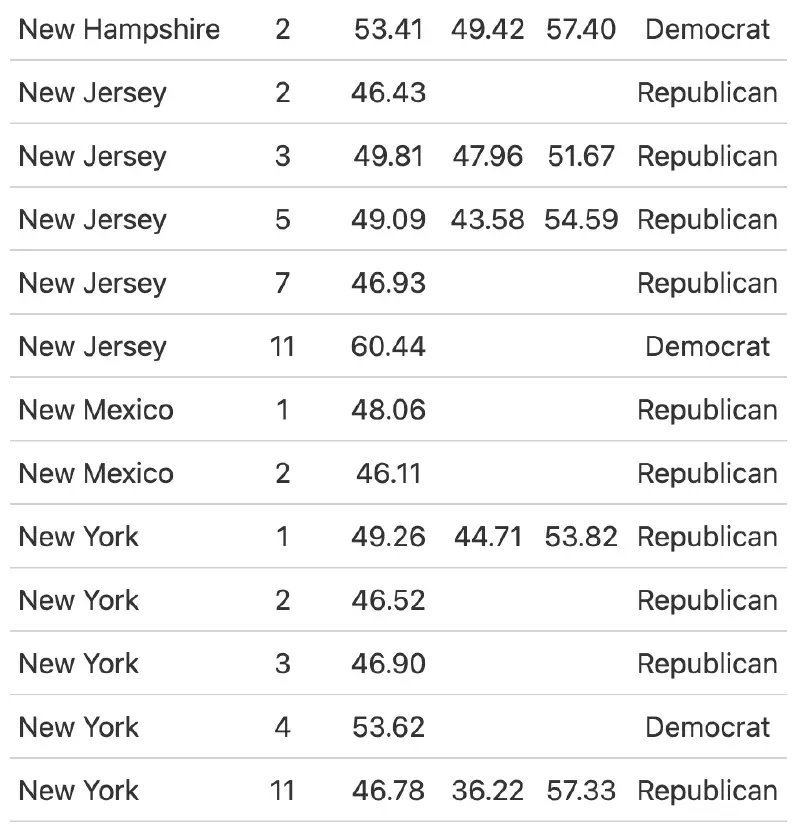 New Hampshire 2 53.41 49.42 57.40 Democrat
New Jersey 2 46.43 Republican
New Jersey 3 49.81 47.96 51.67 Republican
New Jersey 5 49.09 43.58 54.59 Republican
New Jersey 7 46.93 Republican
New Jersey 11 60.44 Democrat
New Mexico 1 48.06 Republican
New Mexico 2 46.11 Republican
New York 1 49.26 44.71 53.82 Republican
New York 2 46.52 Republican
New York 3 46.90 Republican
New York 4 53.62 Democrat
New York 11 46.78 36.22 57.33 Republican